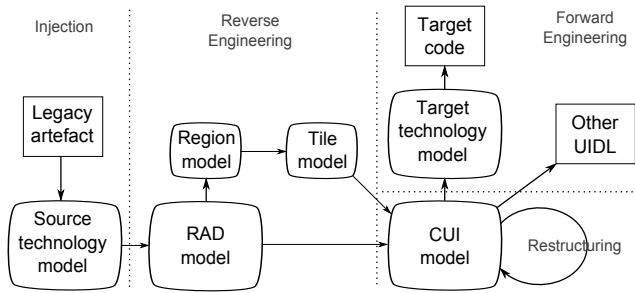 Injection
Reverse
Engineering
Target
code
Forward
Engineering
Legacy
artefact
Region
model
Tile
model
Target
technology
model
Other
UIDL
Source
technology
model
RAD
model
CUI
model
Restructuring